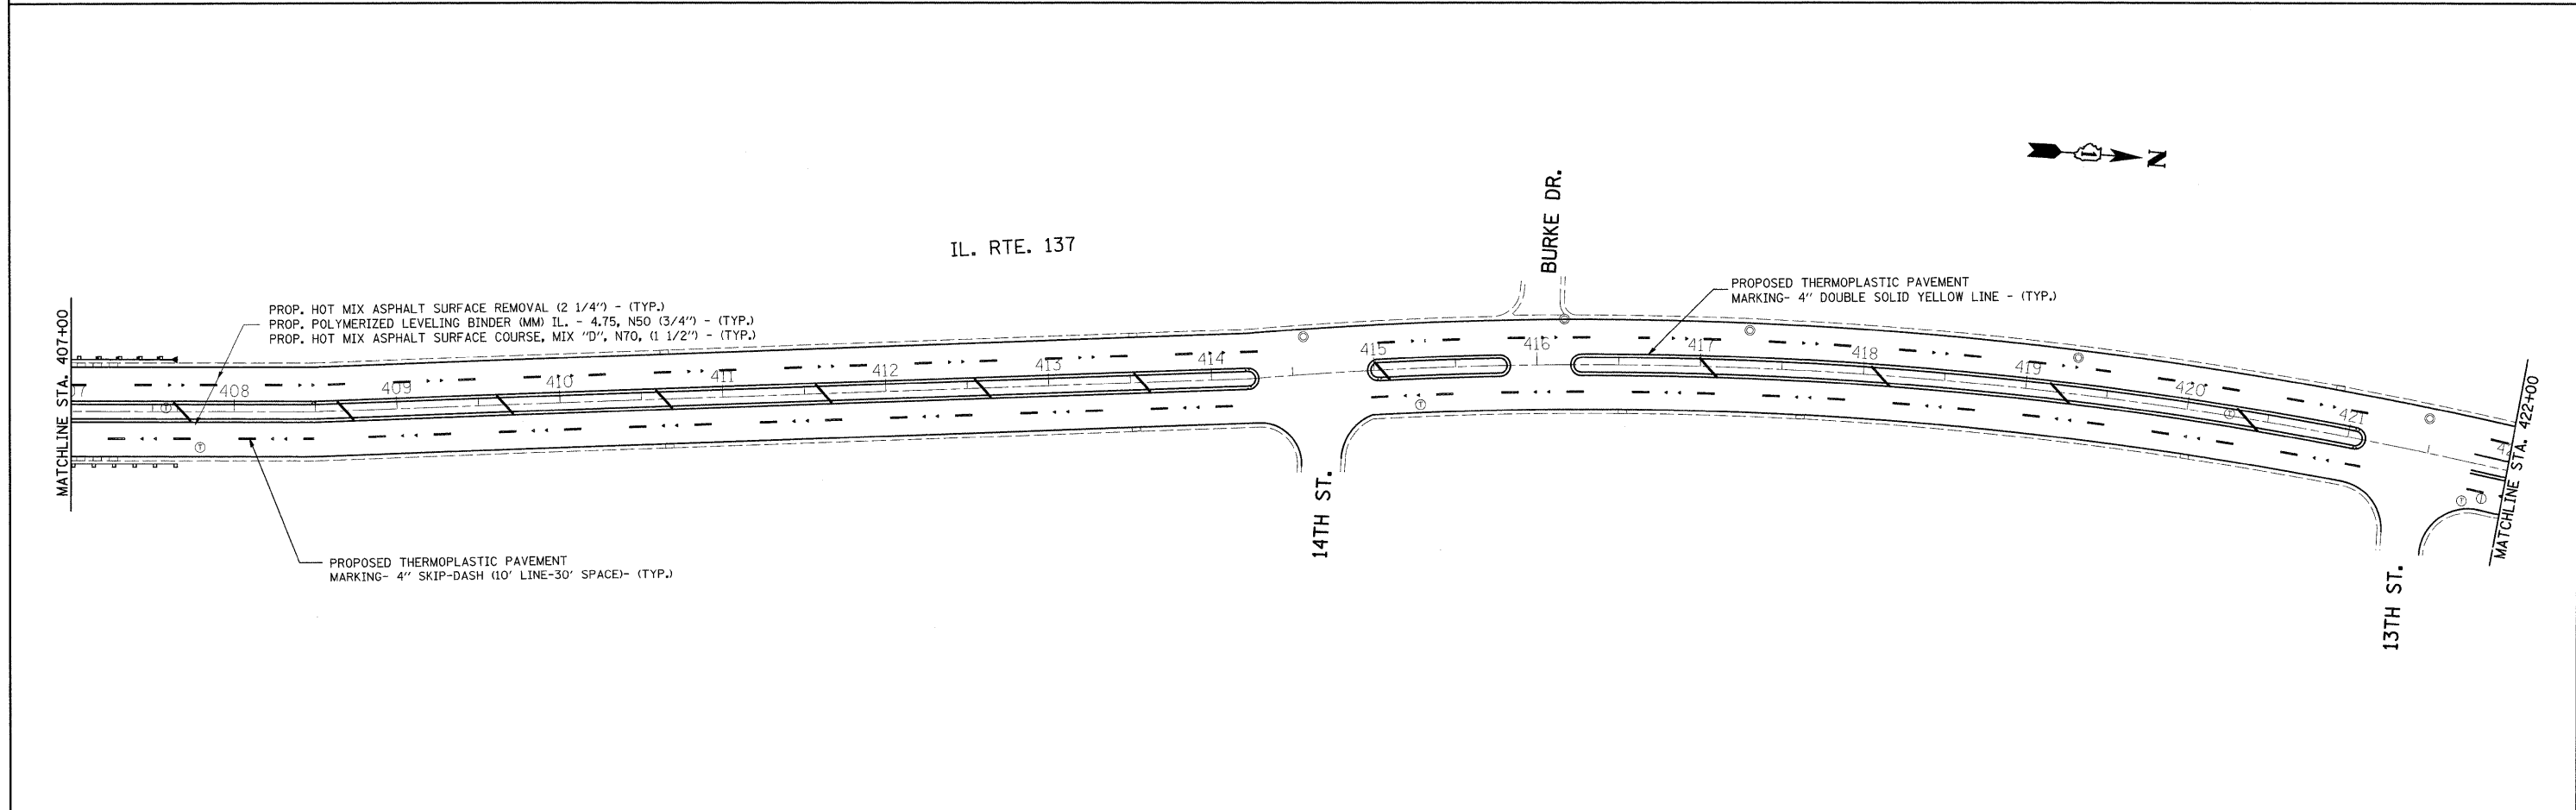 N
1
BURKE DR.
IL. RTE. 137
PROPOSED THERMOPLASTIC PAVEMENT
MARKING- 4" DOUBLE SOLID YELLOW LINE - (TYP.)
PROP. HOT MIX ASPHALT SURFACE REMOVAL (2 1/4") - (TYP.)
PROP. POLYMERIZED LEVELING BINDER (MM) IL. - 4.75, N50 (3/4") - (TYP.)
PROP. HOT MIX ASPHALT SURFACE COURSE, MIX "D", N70, (1 1/2") - (TYP.)
MATCHLINE STA. 407+00
408
409
410
411
412
413
414
415
416
417
418
419
420
421
MATCHLINE STA. 422+00
T
T
T
T
T
T
14TH ST.
13TH ST.
PROPOSED THERMOPLASTIC PAVEMENT
MARKING- 4" SKIP-DASH (10' LINE-30' SPACE)- (TYP.)